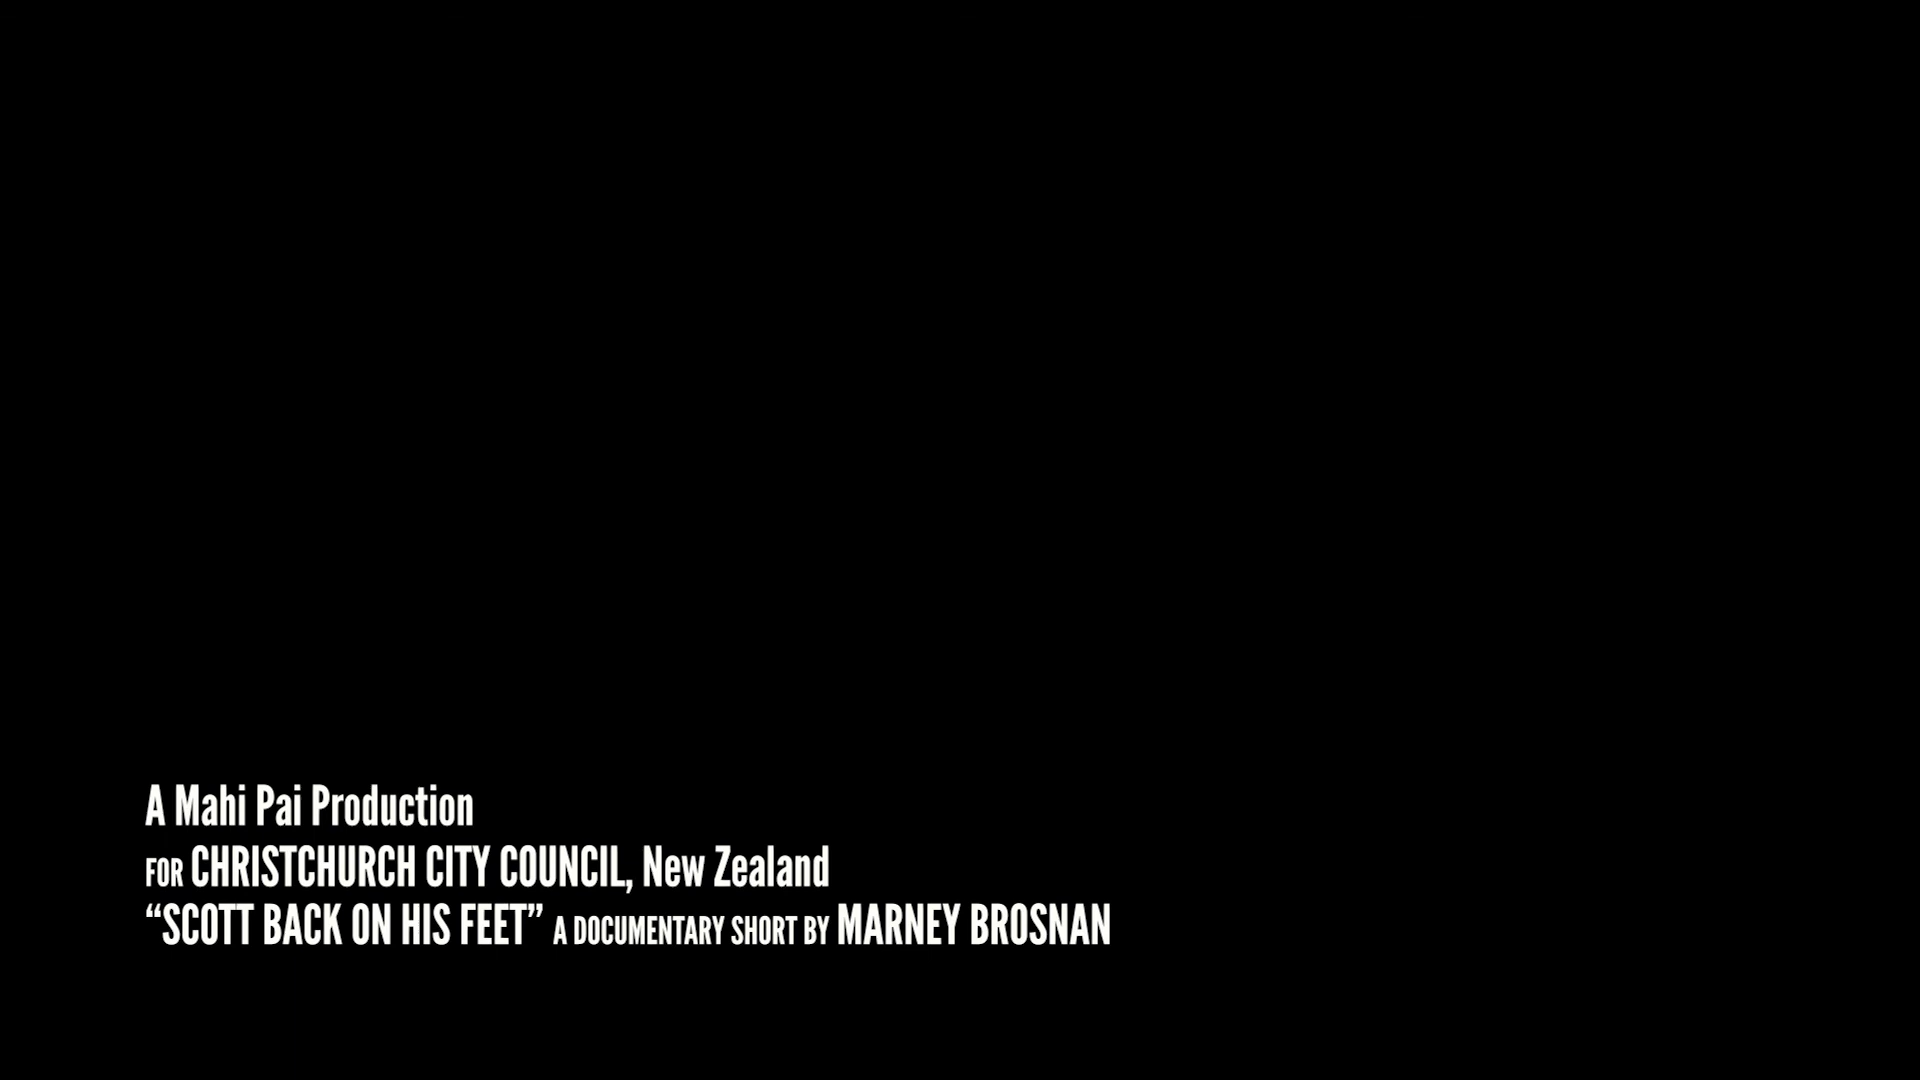 A Mahi Pai Production
FOR CHRISTCHURCH CITY COUNCIL, New Zealand
“SCOTT BACK ON HIS FEET” A DOCUMENTARY SHORT BY MARNEY BROSNAN